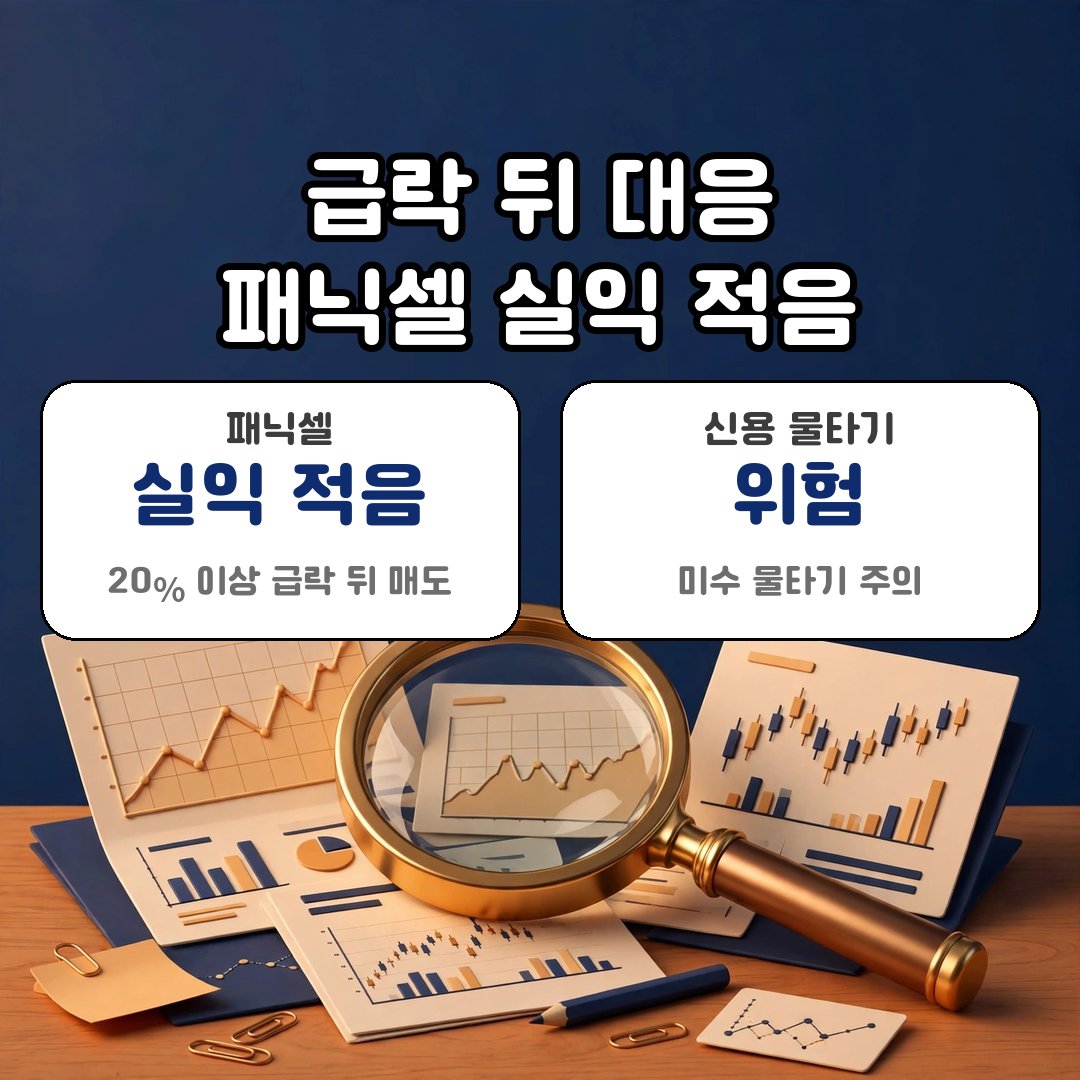 급락 뒤 대응
패닉셀 실익 적음
패닉셀
실익 적음
20% 이상 급락 뒤 매도
신용 물타기
위험
미수 물타기 주의